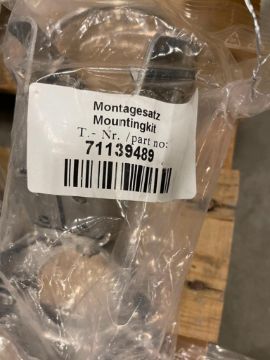 Montagesatz
Mountingkit
T.- Nr. /part no:
71139489